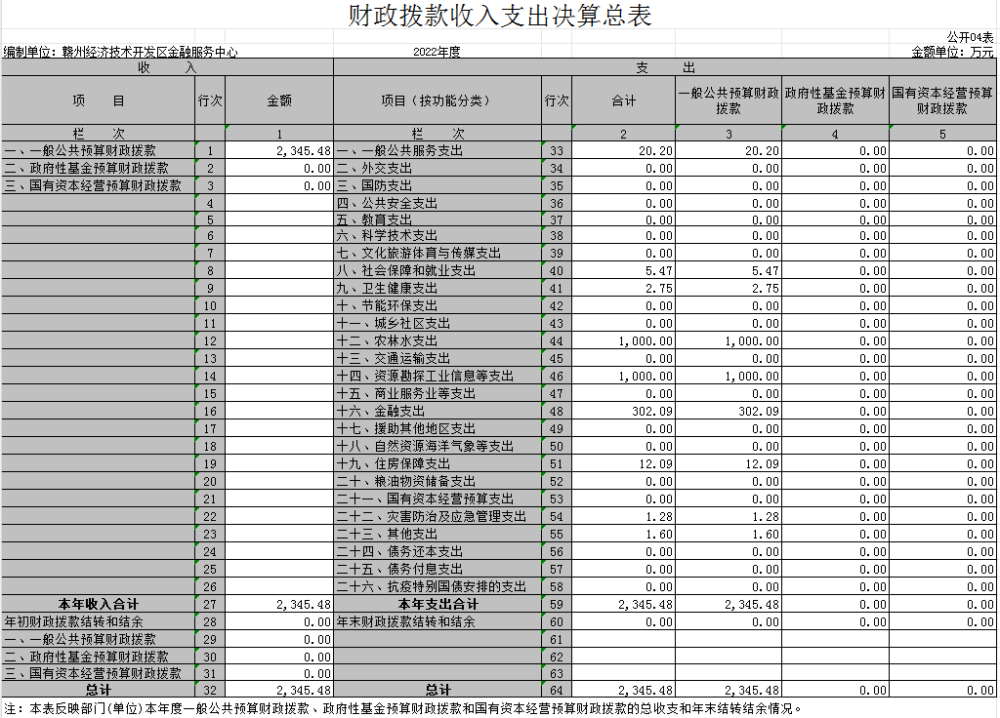 财政拨款收入支出决算总表
公开04表
编制单位：赣州经济技术开发区金融服务中心 2022年度 金额单位：万元
收 入 支 出
项 目 行次 金额 项目（按功能分类） 行次 合计 一般公共预算财政拨款 政府性基金预算财政拨款 国有资本经营预算财政拨款
栏 次 1 栏 次 2 3 4 5
一、一般公共预算财政拨款 1 2,345.48 一、一般公共服务支出 33 20.20 20.20 0.00 0.00
二、政府性基金预算财政拨款 2 0.00 二、外交支出 34 0.00 0.00 0.00 0.00
三、国有资本经营预算财政拨款 3 0.00 三、国防支出 35 0.00 0.00 0.00 0.00
4 四、公共安全支出 36 0.00 0.00 0.00 0.00
5 五、教育支出 37 0.00 0.00 0.00 0.00
6 六、科学技术支出 38 0.00 0.00 0.00 0.00
7 七、文化旅游体育与传媒支出 39 0.00 0.00 0.00 0.00
8 八、社会保障和就业支出 40 5.47 5.47 0.00 0.00
9 九、卫生健康支出 41 2.75 2.75 0.00 0.00
10 十、节能环保支出 42 0.00 0.00 0.00 0.00
11 十一、城乡社区支出 43 0.00 0.00 0.00 0.00
12 十二、农林水支出 44 1,000.00 1,000.00 0.00 0.00
13 十三、交通运输支出 45 0.00 0.00 0.00 0.00
14 十四、资源勘探工业信息等支出 46 1,000.00 1,000.00 0.00 0.00
15 十五、商业服务业等支出 47 0.00 0.00 0.00 0.00
16 十六、金融支出 48 302.09 302.09 0.00 0.00
17 十七、援助其他地区支出 49 0.00 0.00 0.00 0.00
18 十八、自然资源海洋气象等支出 50 0.00 0.00 0.00 0.00
19 十九、住房保障支出 51 12.09 12.09 0.00 0.00
20 二十、粮油物资储备支出 52 0.00 0.00 0.00 0.00
21 二十一、国有资本经营预算支出 53 0.00 0.00 0.00 0.00
22 二十二、灾害防治及应急管理支出 54 1.28 1.28 0.00 0.00
23 二十三、其他支出 55 1.60 1.60 0.00 0.00
24 二十四、债务还本支出 56 0.00 0.00 0.00 0.00
25 二十五、债务付息支出 57 0.00 0.00 0.00 0.00
26 二十六、抗疫特别国债安排的支出 58 0.00 0.00 0.00 0.00
本年收入合计 27 2,345.48 本年支出合计 59 2,345.48 2,345.48 0.00 0.00
年初财政拨款结转和结余 28 0.00 年末财政拨款结转和结余 60 0.00 0.00 0.00 0.00
一、一般公共预算财政拨款 29 0.00 61
二、政府性基金预算财政拨款 30 0.00 62
三、国有资本经营预算财政拨款 31 0.00 63
总计 32 2,345.48 总计 64 2,345.48 2,345.48 0.00 0.00
注：本表反映部门(单位)本年度一般公共预算财政拨款、政府性基金预算财政拨款和国有资本经营预算财政拨款的总收支和年末结转结余情况。